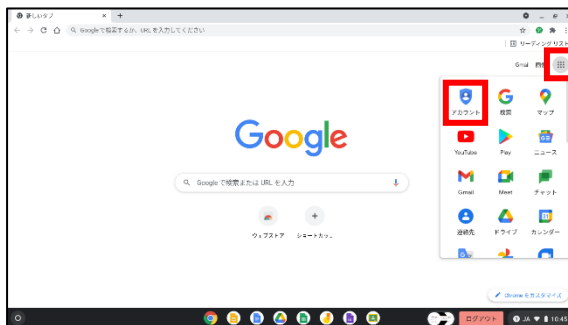 新しいタブ
Google で検索するか、URL を入力してください
リーディング リスト
Gmail 画像
アカウント 検索 マップ
Google
YouTube Play ニュース
Google で検索または URL を入力
Gmail Meet チャット
ウェブストア ショートカッ...
連絡先 ドライブ カレンダー
Chrome をカスタマイズ
ログアウト JA 10:45